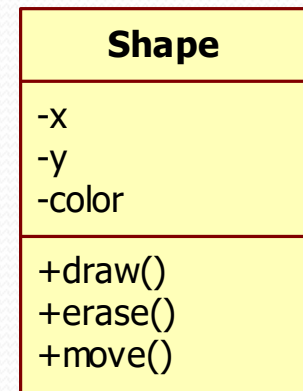 Shape
-x
-y
-color
+draw()
+erase()
+move()